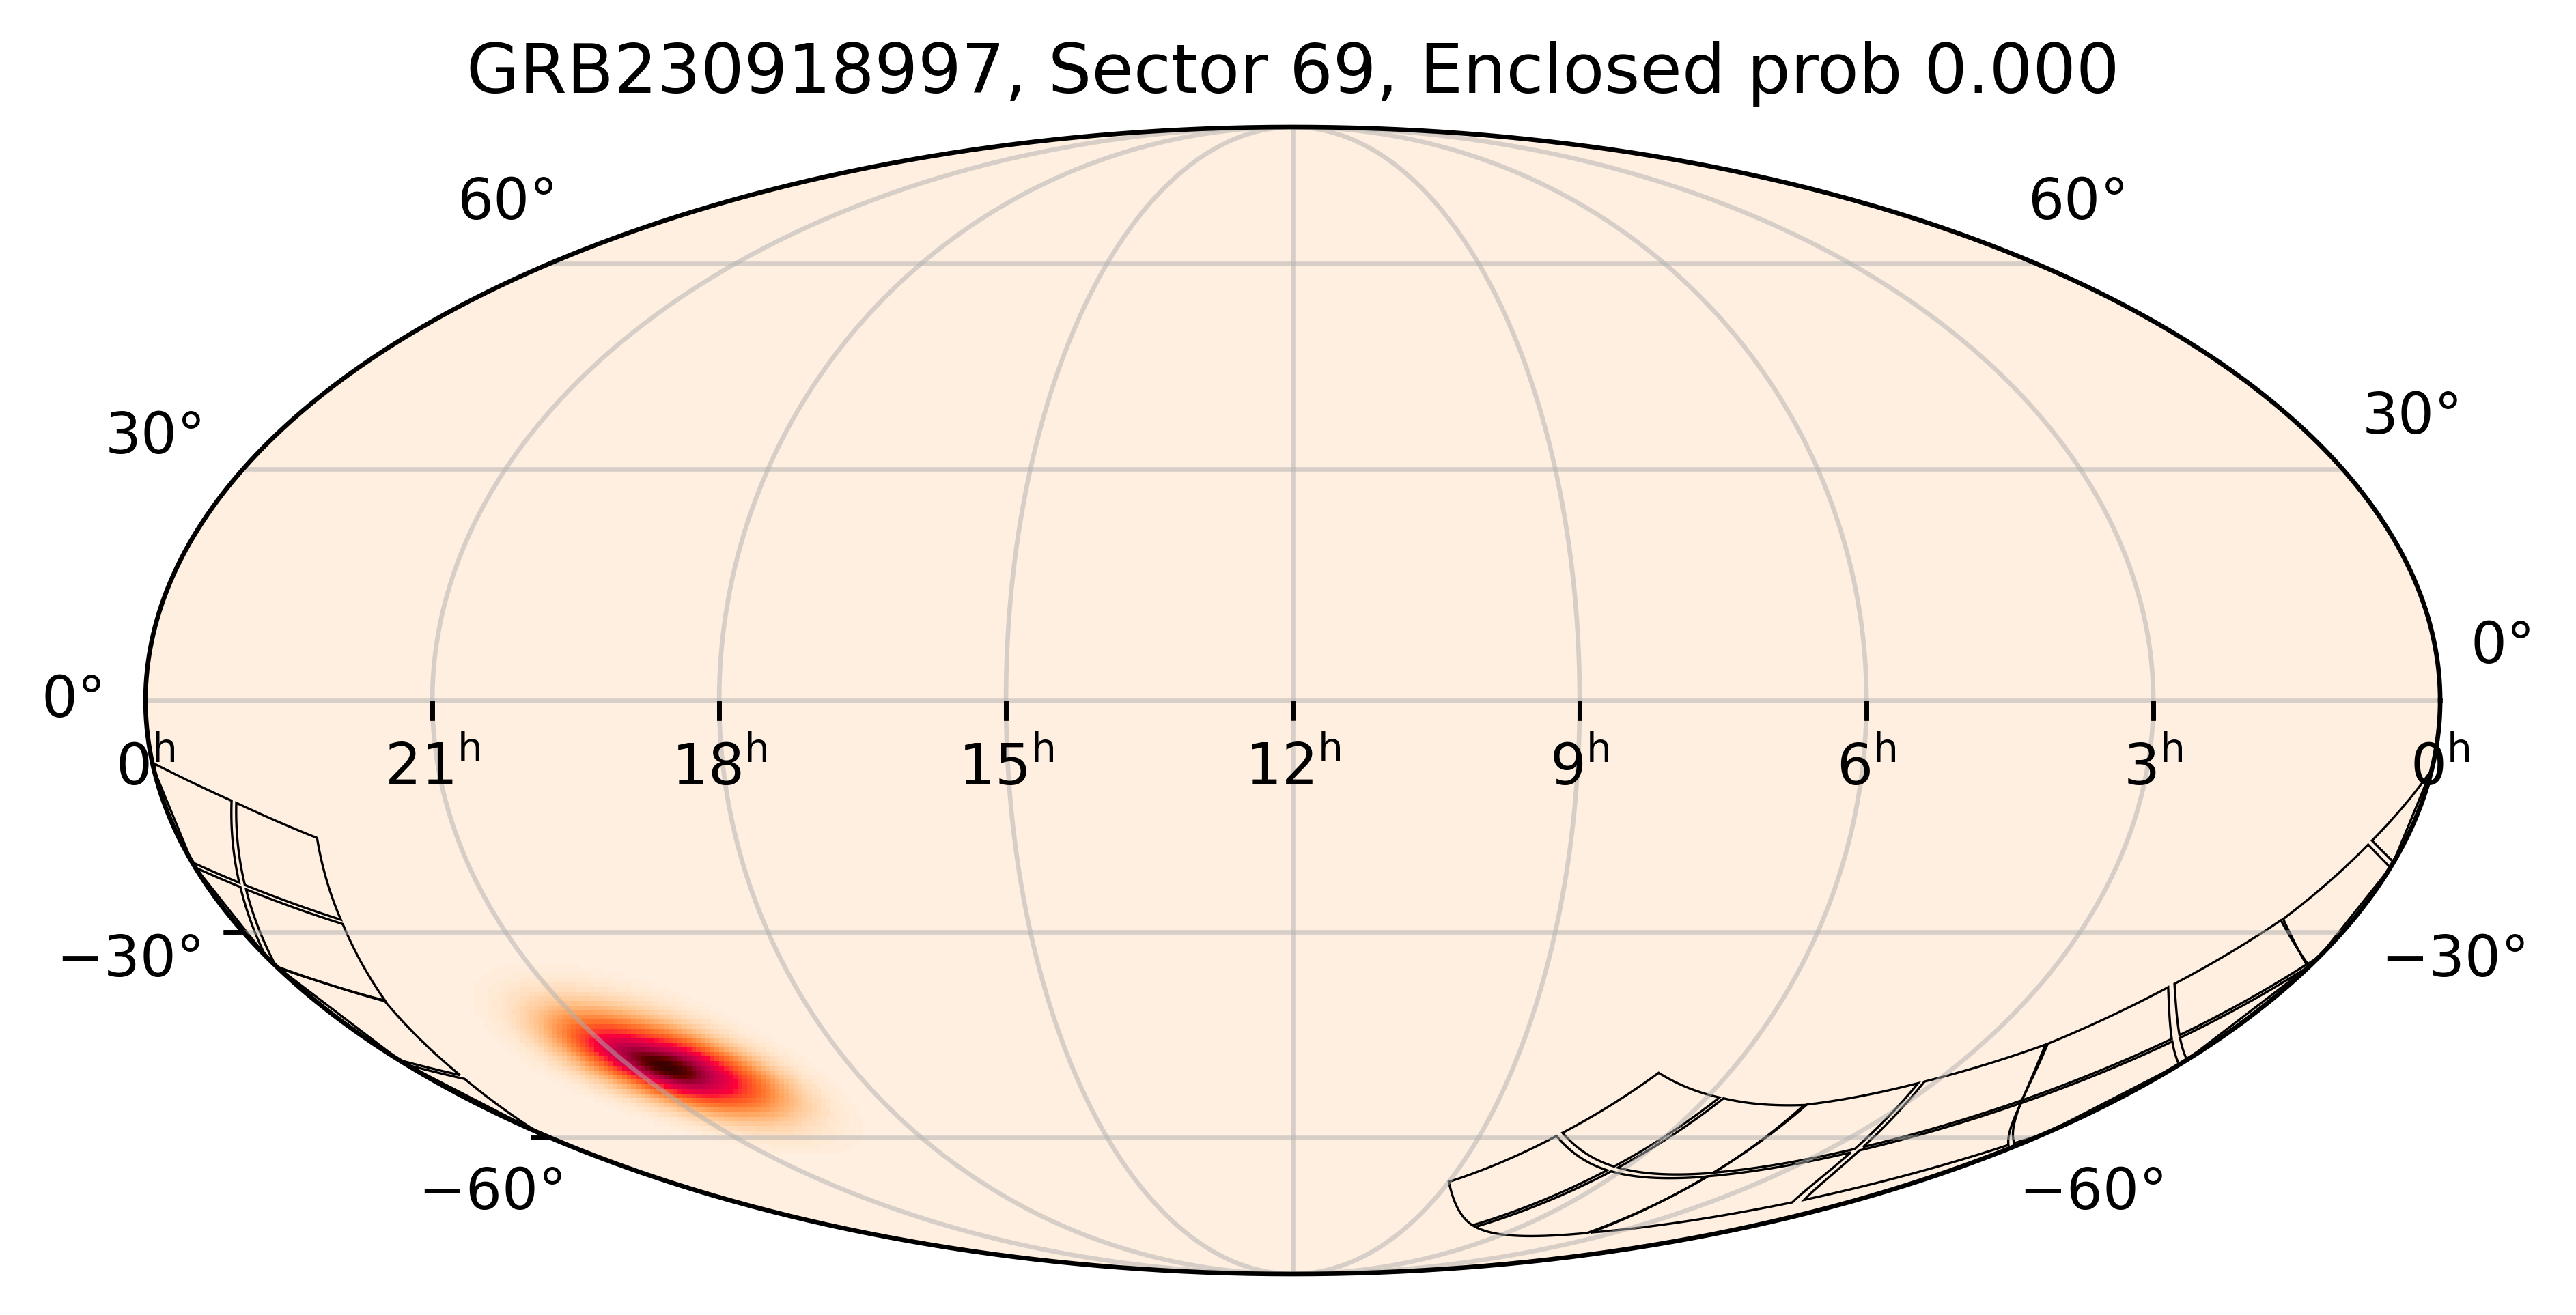 GRB230918997, Sector 69, Enclosed prob 0.000
60° 60°
30° 30°
0° 0°
0h 21h 18h 15h 12h 9h 6h 3h 0h
−30° −30°
−60° −60°